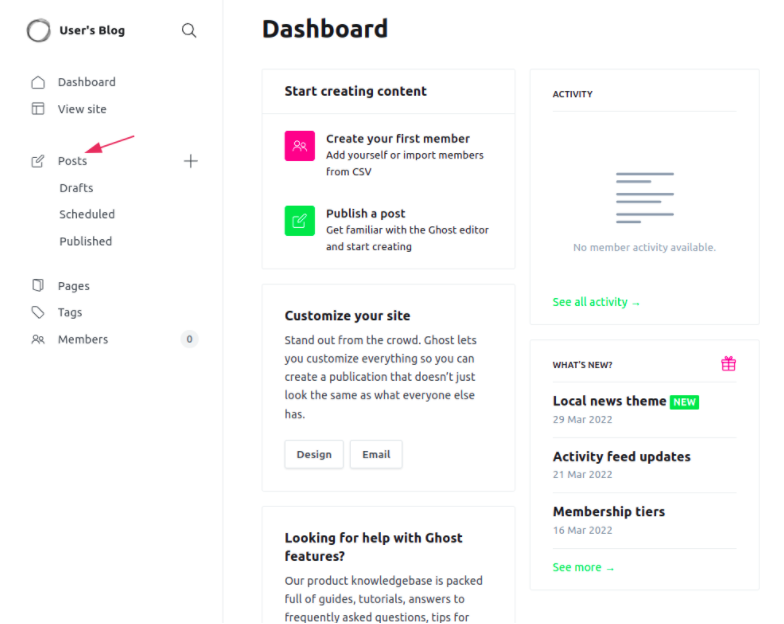 User's Blog
Dashboard
View site
Posts
Drafts
Scheduled
Published
Pages
Tags
Members
0
Dashboard
Start creating content
Create your first member
Add yourself or import members
from CSV
Publish a post
Get familiar with the Ghost editor
and start creating
Customize your site
Stand out from the crowd. Ghost lets
you customize everything so you can
create a publication that doesn't just
look the same as what everyone else
has.
Design
Email
Looking for help with Ghost
features?
Our product knowledgebase is packed
full of guides, tutorials, answers to
frequently asked questions, tips for
ACTIVITY
No member activity available.
See all activity →
WHAT'S NEW?
Local news theme NEW
29 Mar 2022
Activity feed updates
21 Mar 2022
Membership tiers
16 Mar 2022
See more →